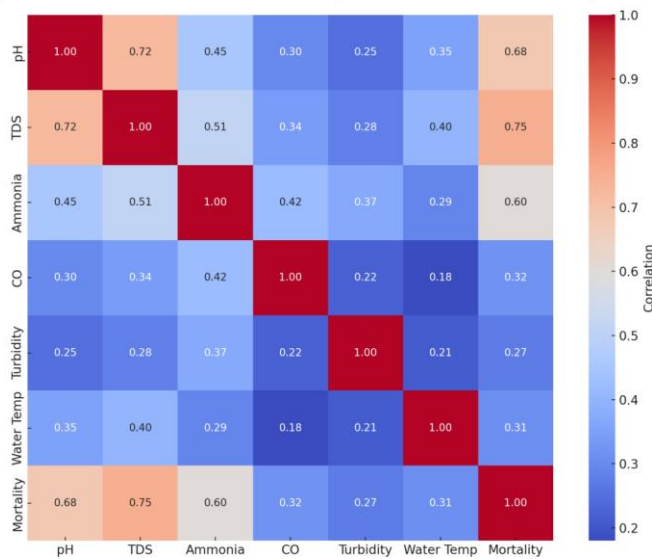 pH 1.00 0.72 0.45 0.30 0.25 0.35 0.68
TDS 0.72 1.00 0.51 0.34 0.28 0.40 0.75
Ammonia 0.45 0.51 1.00 0.42 0.37 0.29 0.60
CO 0.30 0.34 0.42 1.00 0.22 0.18 0.32
Turbidity 0.25 0.28 0.37 0.22 1.00 0.21 0.27
Water Temp 0.35 0.40 0.29 0.18 0.21 1.00 0.31
Mortality 0.68 0.75 0.60 0.32 0.27 0.31 1.00
pH TDS Ammonia CO Turbidity Water Temp Mortality
1.0
0.9
0.8
0.7
0.6
0.5
0.4
0.3
0.2
Correlation